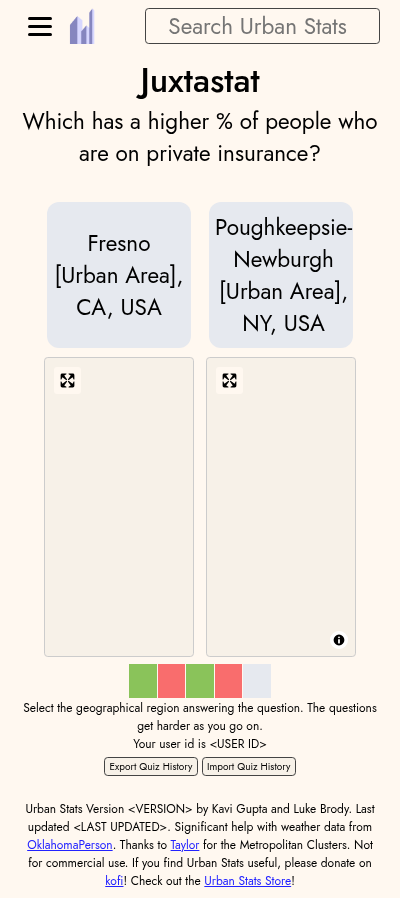 Search Urban Stats
Juxtastat
Which has a higher % of people who
are on private insurance?
Fresno
[Urban Area],
CA, USA
Poughkeepsie-
Newburgh
[Urban Area],
NY, USA
Select the geographical region answering the question. The questions
get harder as you go on.
Your user id is <USER ID>
Export Quiz History
Import Quiz History
Urban Stats Version <VERSION> by Kavi Gupta and Luke Brody. Last
updated <LAST UPDATED>. Significant help with weather data from
OklahomaPerson. Thanks to Taylor for the Metropolitan Clusters. Not
for commercial use. If you find Urban Stats useful, please donate on
kofi! Check out the Urban Stats Store!